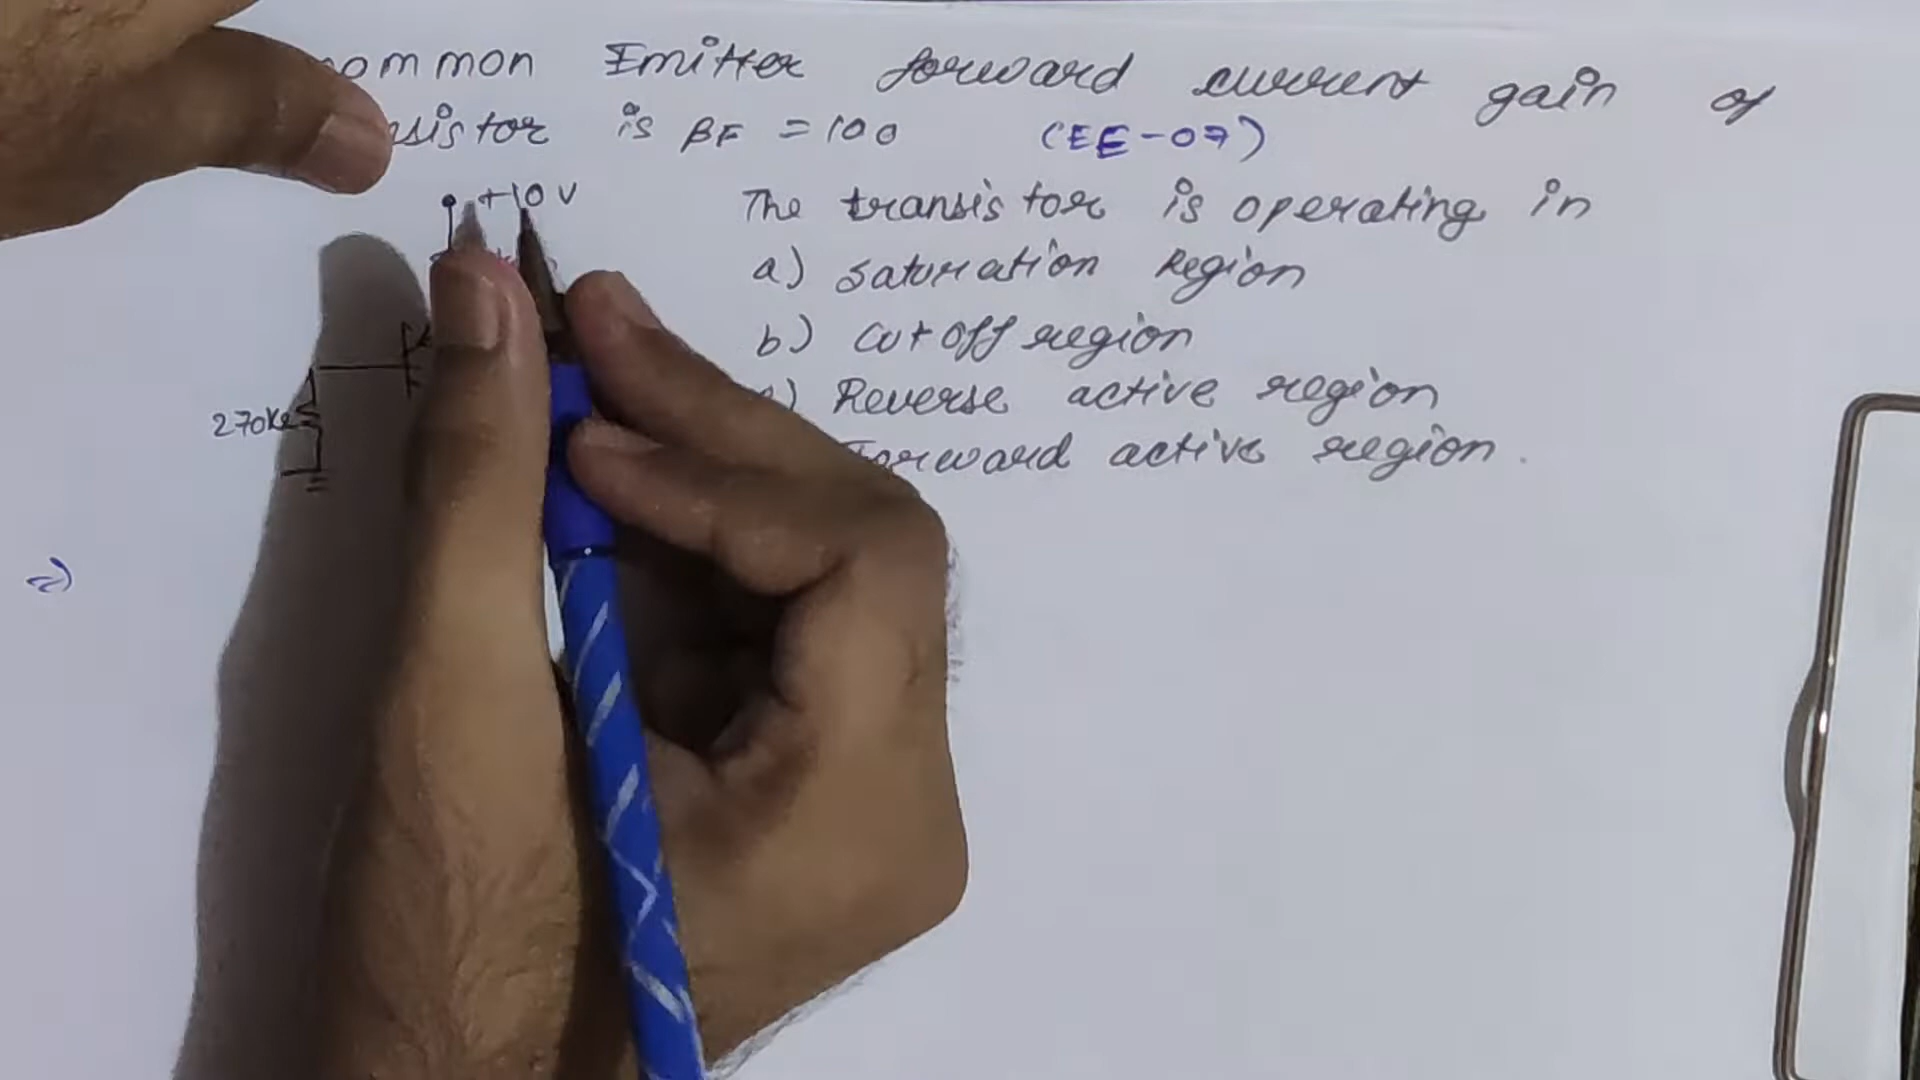 ommon Emitter forward current gain of
sistor is βF = 100 (EE-07)
+10 V
The transistor is operating in
a) saturation Region
b) cut off region
) Reverse active region
270kΩ
Forward active region.
=)